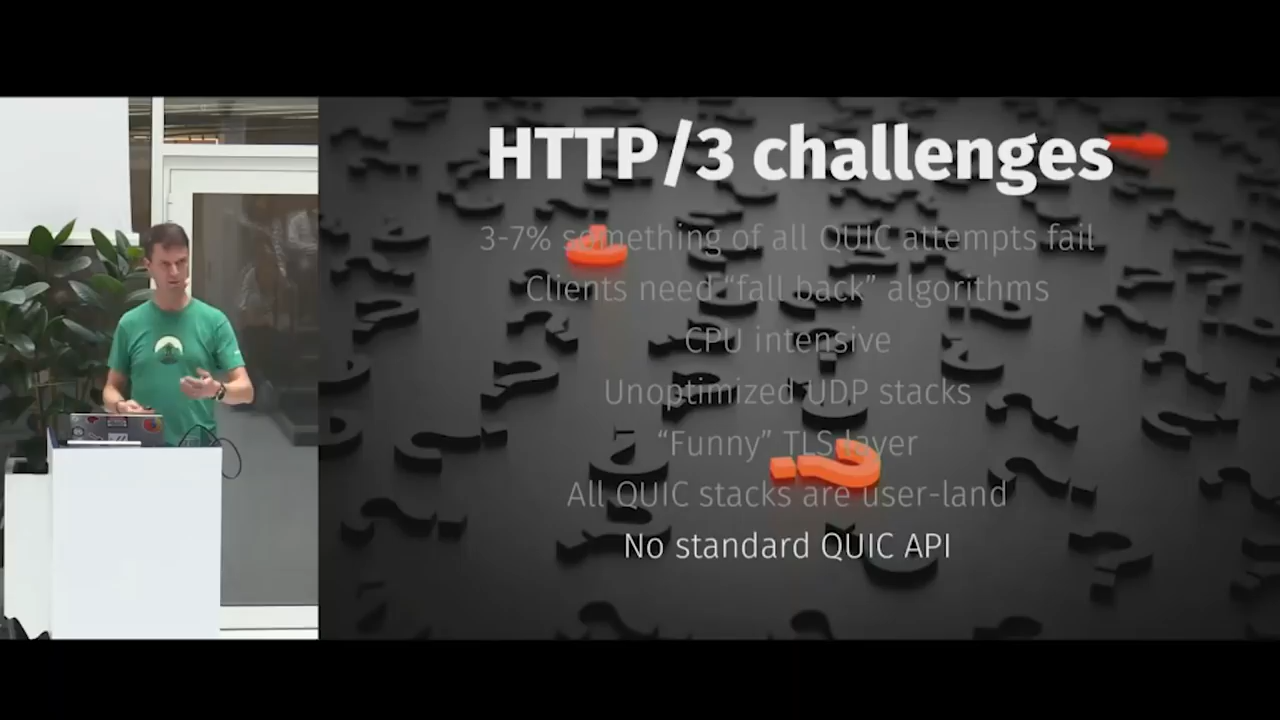 HTTP/3 challenges
3-7% something of all QUIC attempts fail
Clients need “fall back” algorithms
CPU intensive
Unoptimized UDP stacks
“Funny” TLS layer
All QUIC stacks are user-land
No standard QUIC API